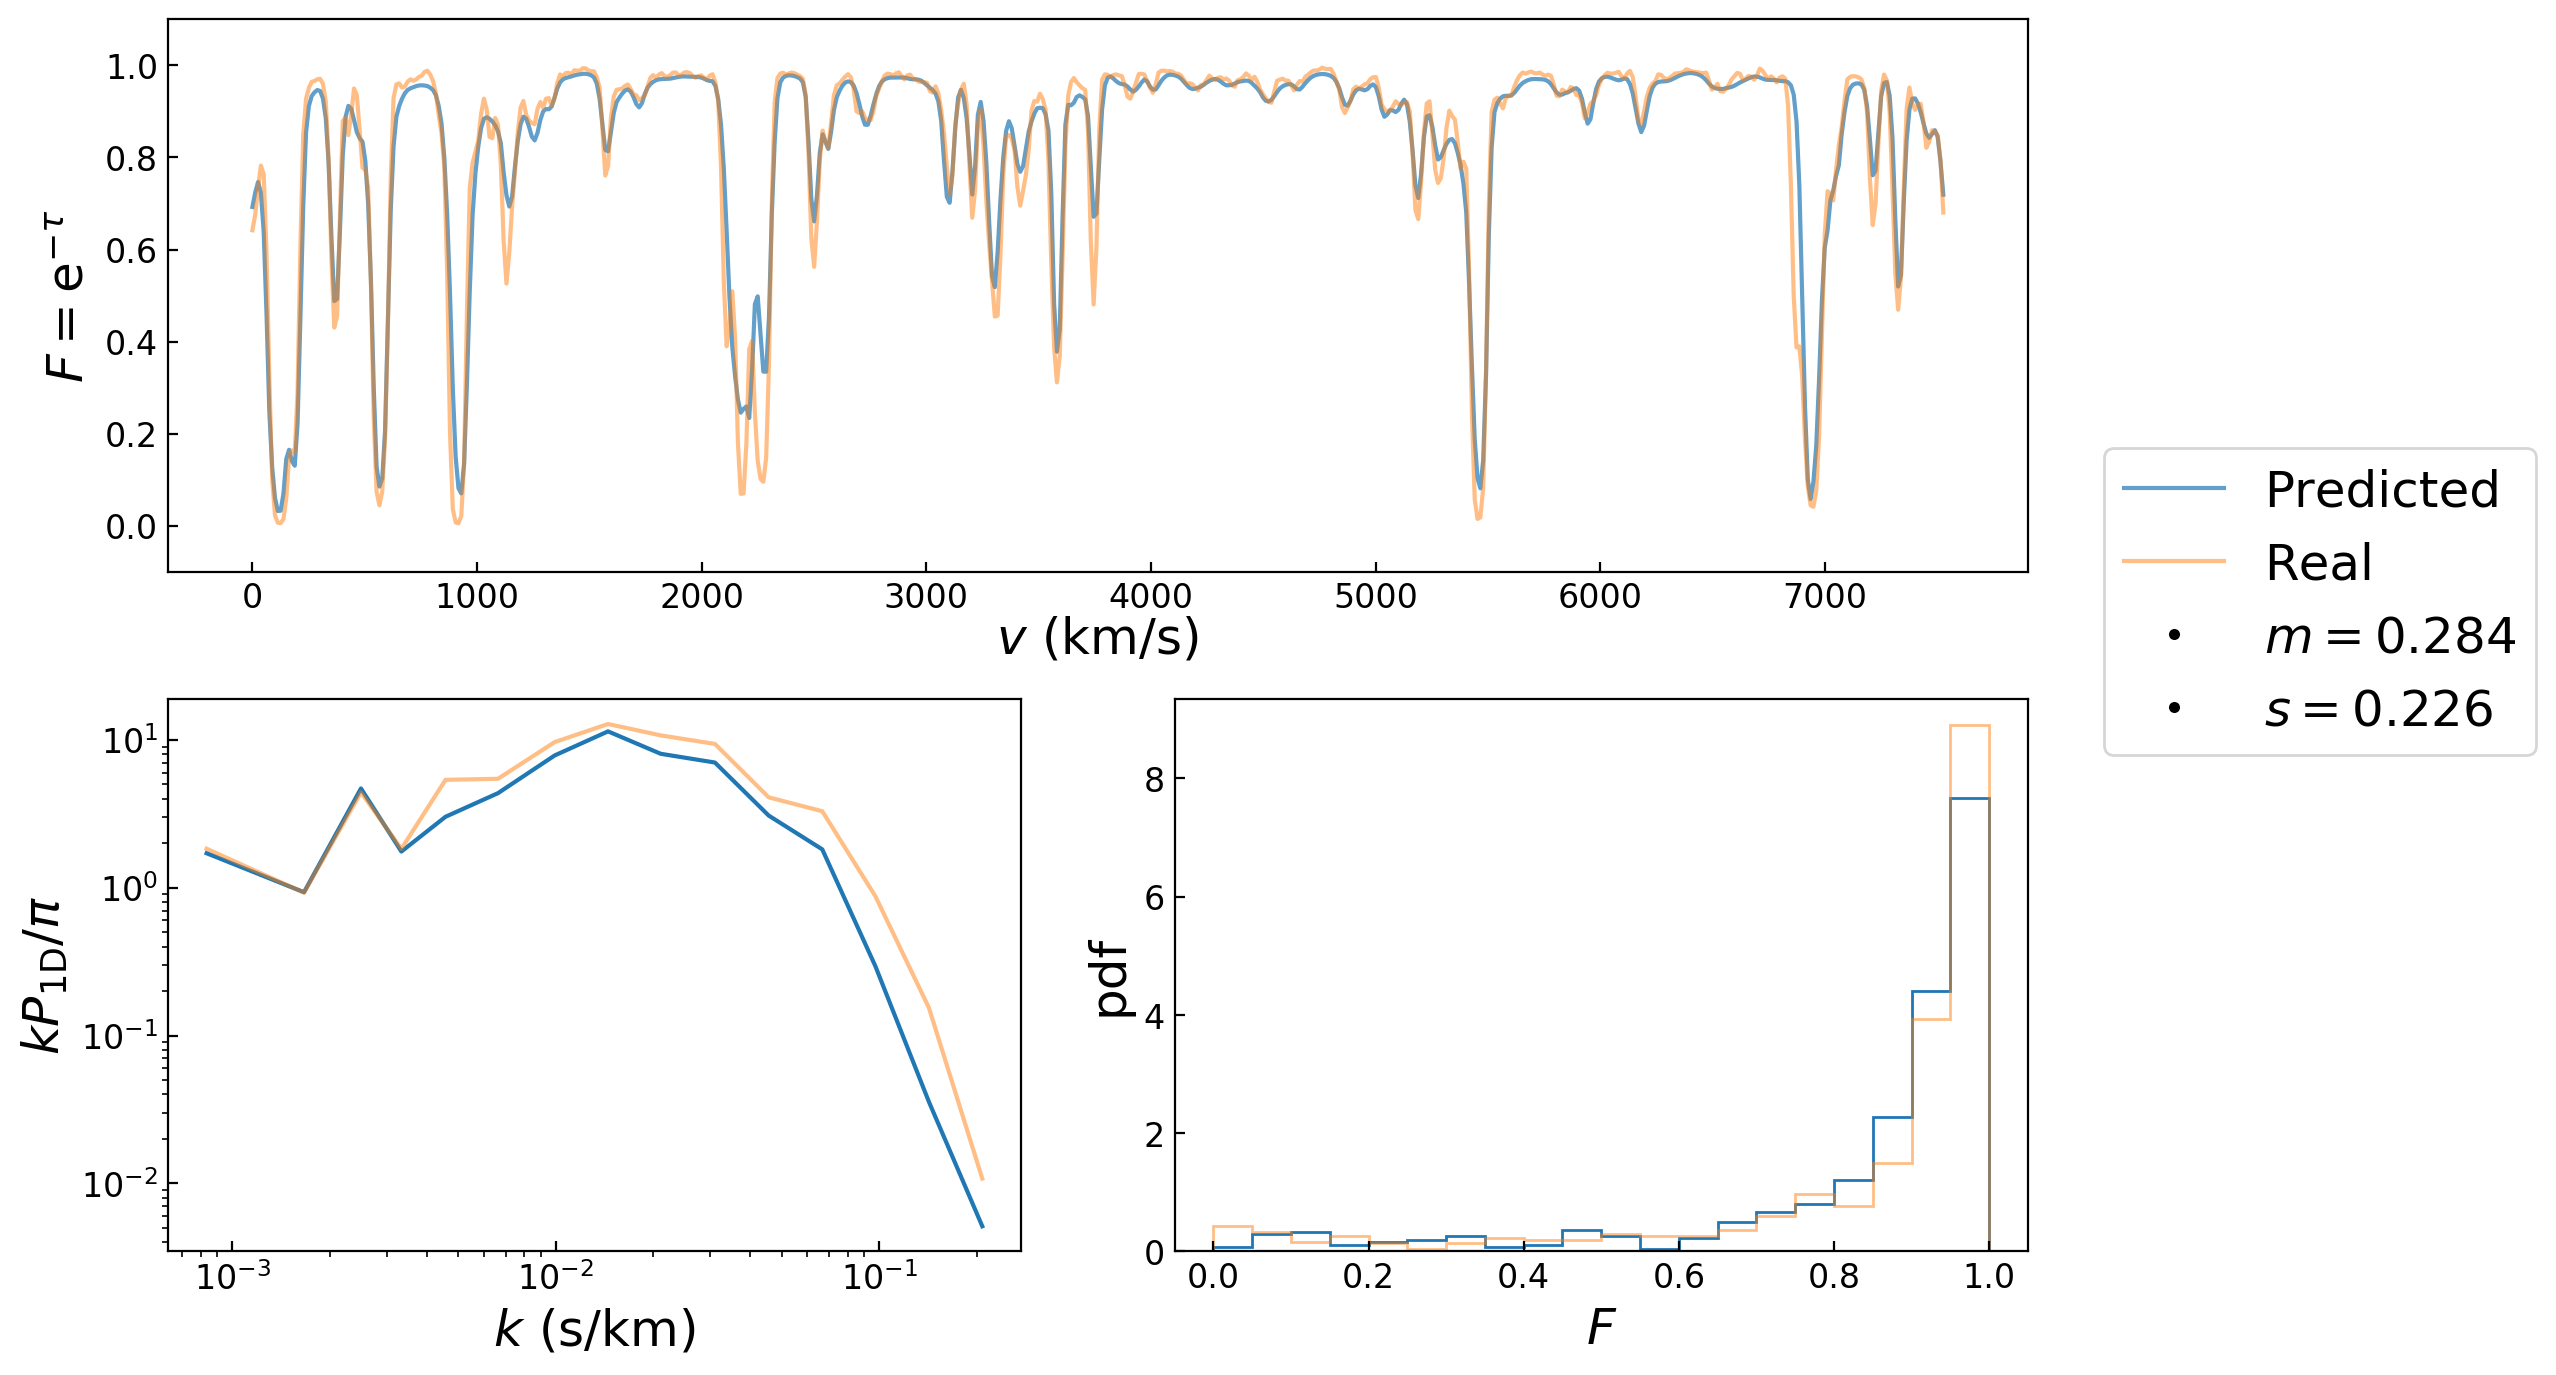 F = e^{-τ}
1.0
0.8
0.6
0.4
0.2
0.0
0 1000 2000 3000 4000 5000 6000 7000
v (km/s)
Predicted
Real
m = 0.284
s = 0.226
kP_{1D}/π
10^1
10^0
10^{-1}
10^{-2}
10^{-3} 10^{-2} 10^{-1}
k (s/km)
pdf
8
6
4
2
0
0.0 0.2 0.4 0.6 0.8 1.0
F